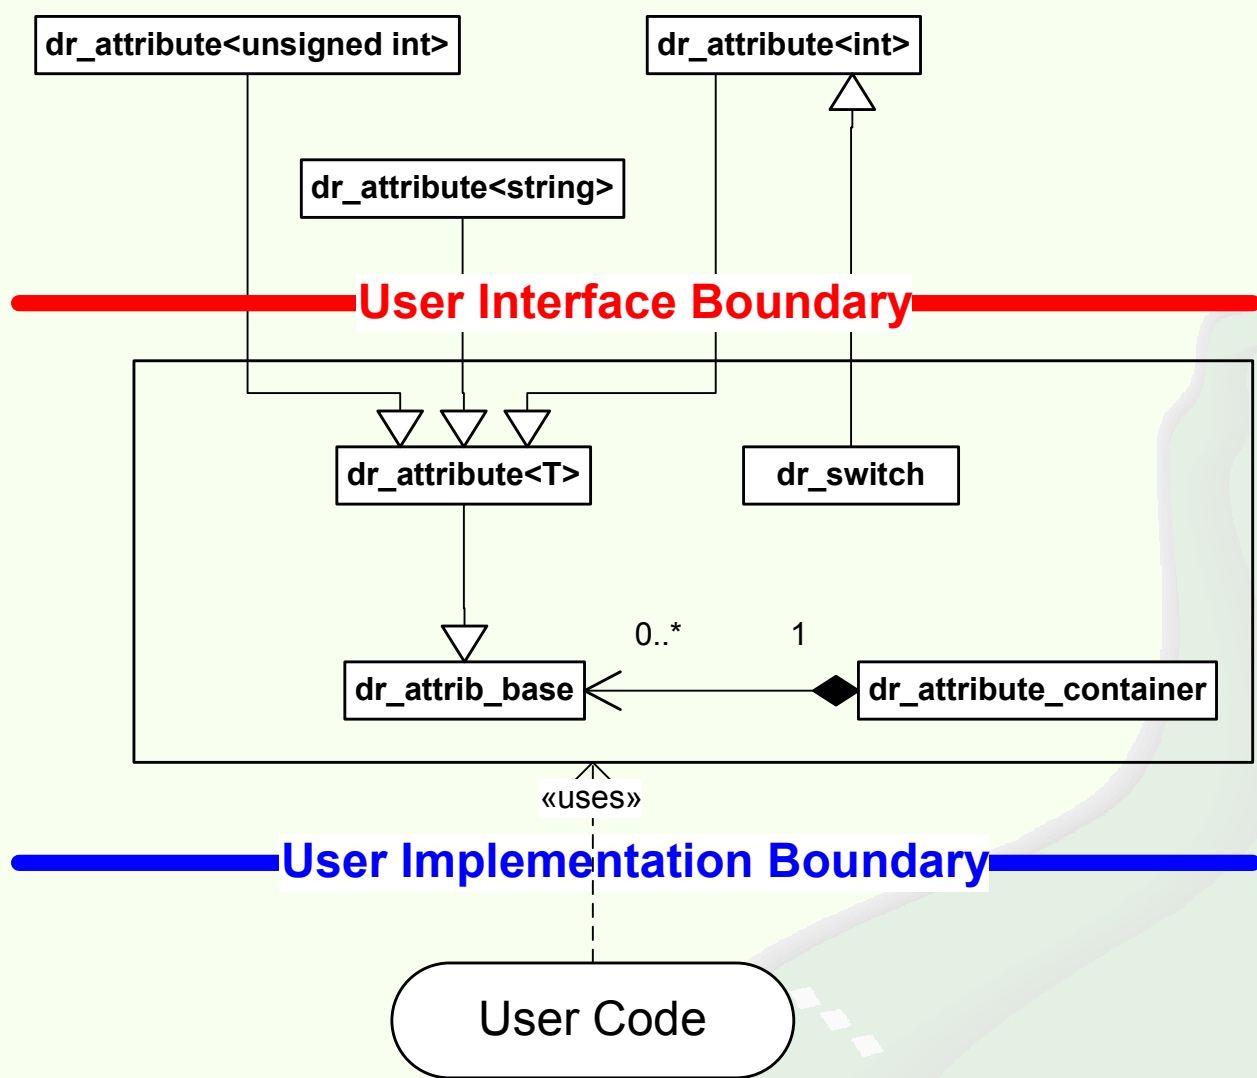 dr_attribute<unsigned int>
dr_attribute<int>
dr_attribute<string>
User Interface Boundary
dr_attribute<T>
dr_switch
0..*
1
dr_attrib_base
dr_attribute_container
«uses»
User Implementation Boundary
User Code